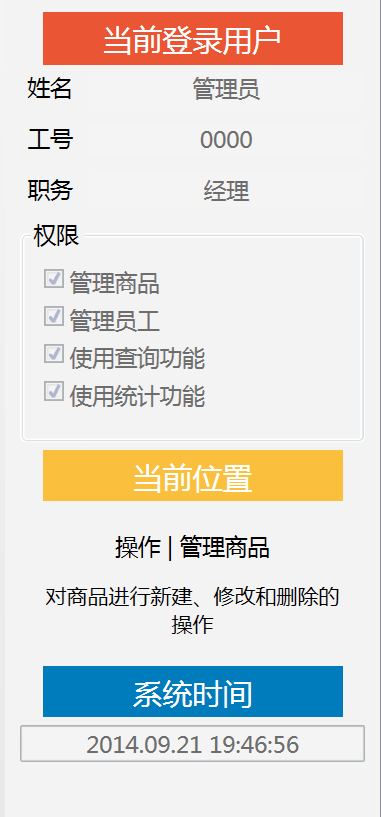 当前登录用户
姓名 管理员
工号 0000
职务 经理
权限
管理商品
管理员工
使用查询功能
使用统计功能
当前位置
操作 | 管理商品
对商品进行新建、修改和删除的
操作
系统时间
2014.09.21 19:46:56